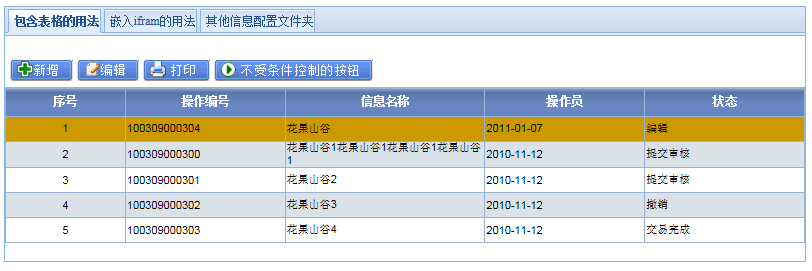 包含表格的用法 嵌入ifram的用法 其他信息配置文件夹
新增 编辑 打印 不受条件控制的按钮
序号 操作编号 信息名称 操作员 状态
1 100309000304 花果山谷 2011-01-07 编辑
2 100309000300 花果山谷1花果山谷1花果山谷1花果山谷1 2010-11-12 提交审核
3 100309000301 花果山谷2 2010-11-12 提交审核
4 100309000302 花果山谷3 2010-11-12 撤销
5 100309000303 花果山谷4 2010-11-12 交易完成